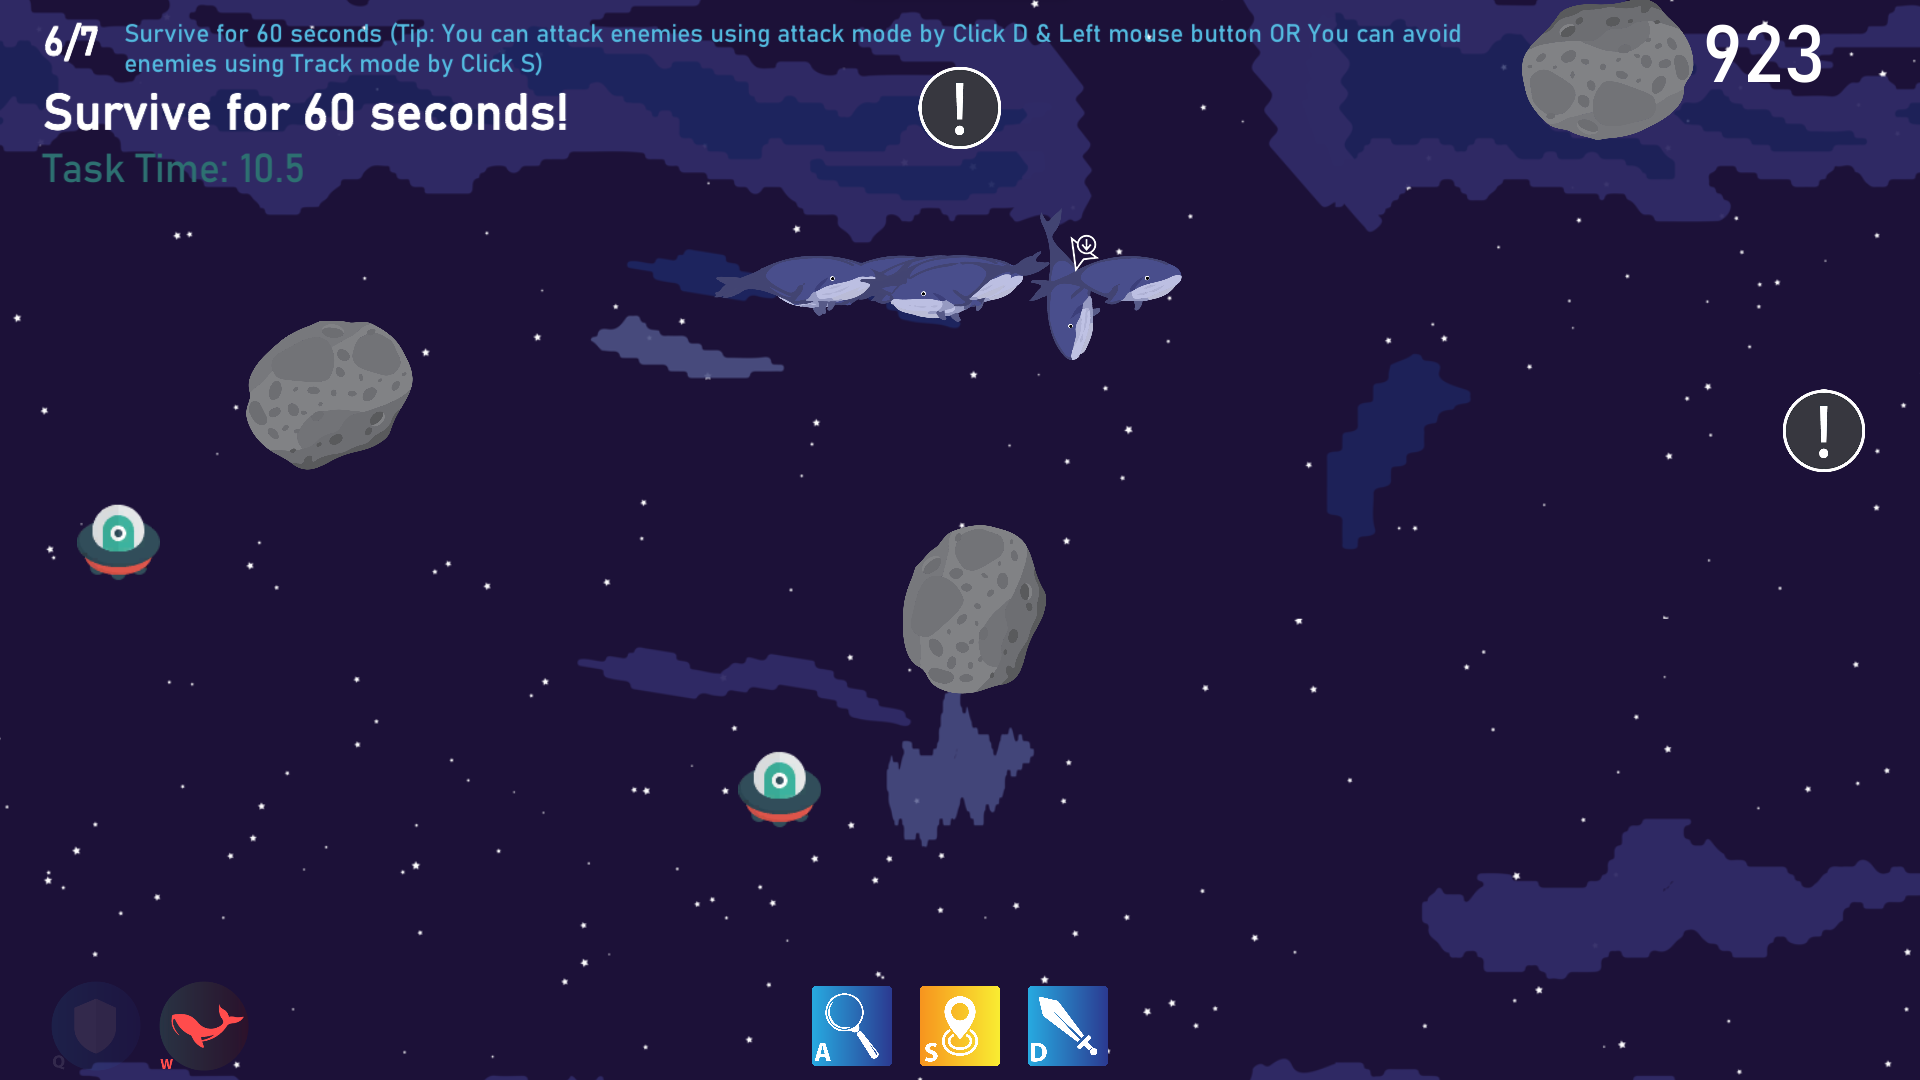 6/7
Survive for 60 seconds (Tip: You can attack enemies using attack mode by Click D & Left mouse button OR You can avoid
enemies using Track mode by Click S)
923
Survive for 60 seconds!
Task Time: 10.5
!
!
Q
W
A
S
D